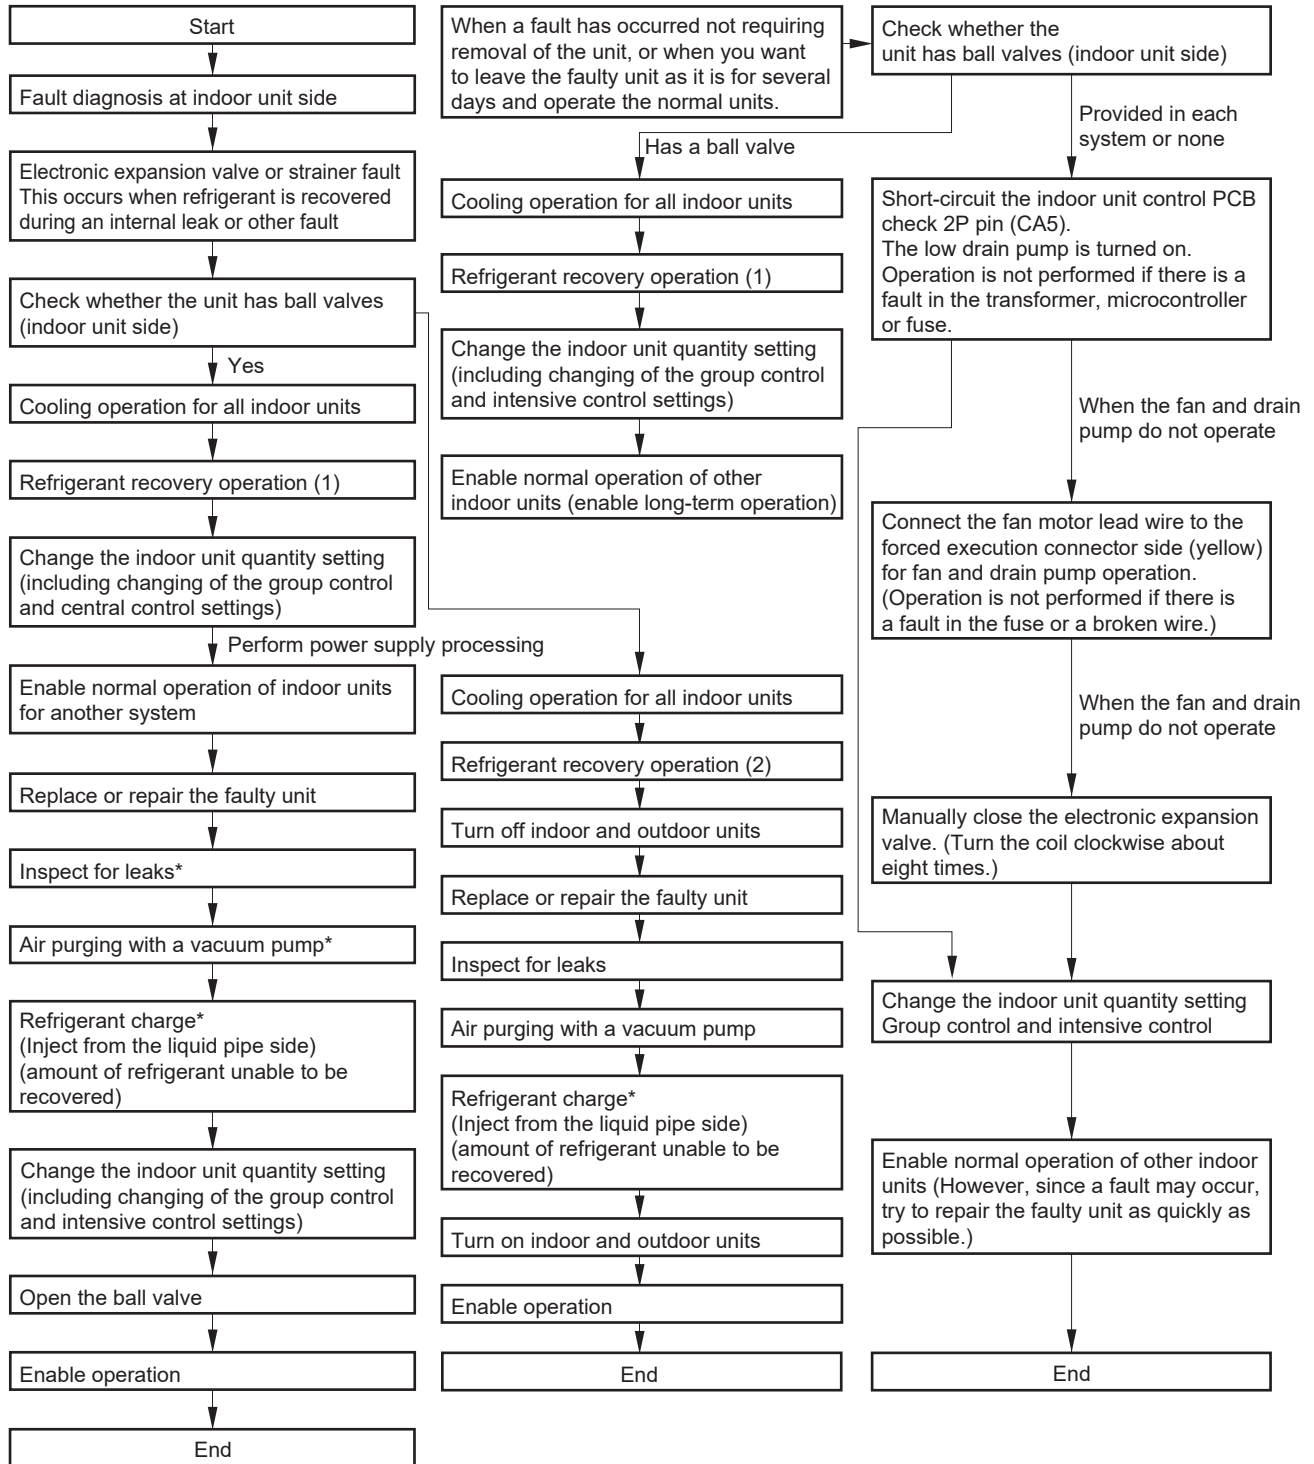 Start
Fault diagnosis at indoor unit side
Electronic expansion valve or strainer fault
This occurs when refrigerant is recovered
during an internal leak or other fault
Check whether the unit has ball valves
(indoor unit side)
Yes
Cooling operation for all indoor units
Refrigerant recovery operation (1)
Change the indoor unit quantity setting
(including changing of the group control
and central control settings)
Perform power supply processing
Enable normal operation of indoor units
for another system
Replace or repair the faulty unit
Inspect for leaks*
Air purging with a vacuum pump*
Refrigerant charge*
(Inject from the liquid pipe side)
(amount of refrigerant unable to be
recovered)
Change the indoor unit quantity setting
(including changing of the group control
and intensive control settings)
Open the ball valve
Enable operation
End
When a fault has occurred not requiring
removal of the unit, or when you want
to leave the faulty unit as it is for several
days and operate the normal units.
Has a ball valve
Cooling operation for all indoor units
Refrigerant recovery operation (1)
Change the indoor unit quantity setting
(including changing of the group control
and intensive control settings)
Enable normal operation of other
indoor units (enable long-term operation)
Cooling operation for all indoor units
Refrigerant recovery operation (2)
Turn off indoor and outdoor units
Replace or repair the faulty unit
Inspect for leaks
Air purging with a vacuum pump
Refrigerant charge*
(Inject from the liquid pipe side)
(amount of refrigerant unable to be
recovered)
Turn on indoor and outdoor units
Enable operation
End
Check whether the
unit has ball valves (indoor unit side)
Provided in each
system or none
Short-circuit the indoor unit control PCB
check 2P pin (CA5).
The low drain pump is turned on.
Operation is not performed if there is a
fault in the transformer, microcontroller
or fuse.
When the fan and drain
pump do not operate
Connect the fan motor lead wire to the
forced execution connector side (yellow)
for fan and drain pump operation.
(Operation is not performed if there is
a fault in the fuse or a broken wire.)
When the fan and drain
pump do not operate
Manually close the electronic expansion
valve. (Turn the coil clockwise about
eight times.)
Change the indoor unit quantity setting
Group control and intensive control
Enable normal operation of other indoor
units (However, since a fault may occur,
try to repair the faulty unit as quickly as
possible.)
End